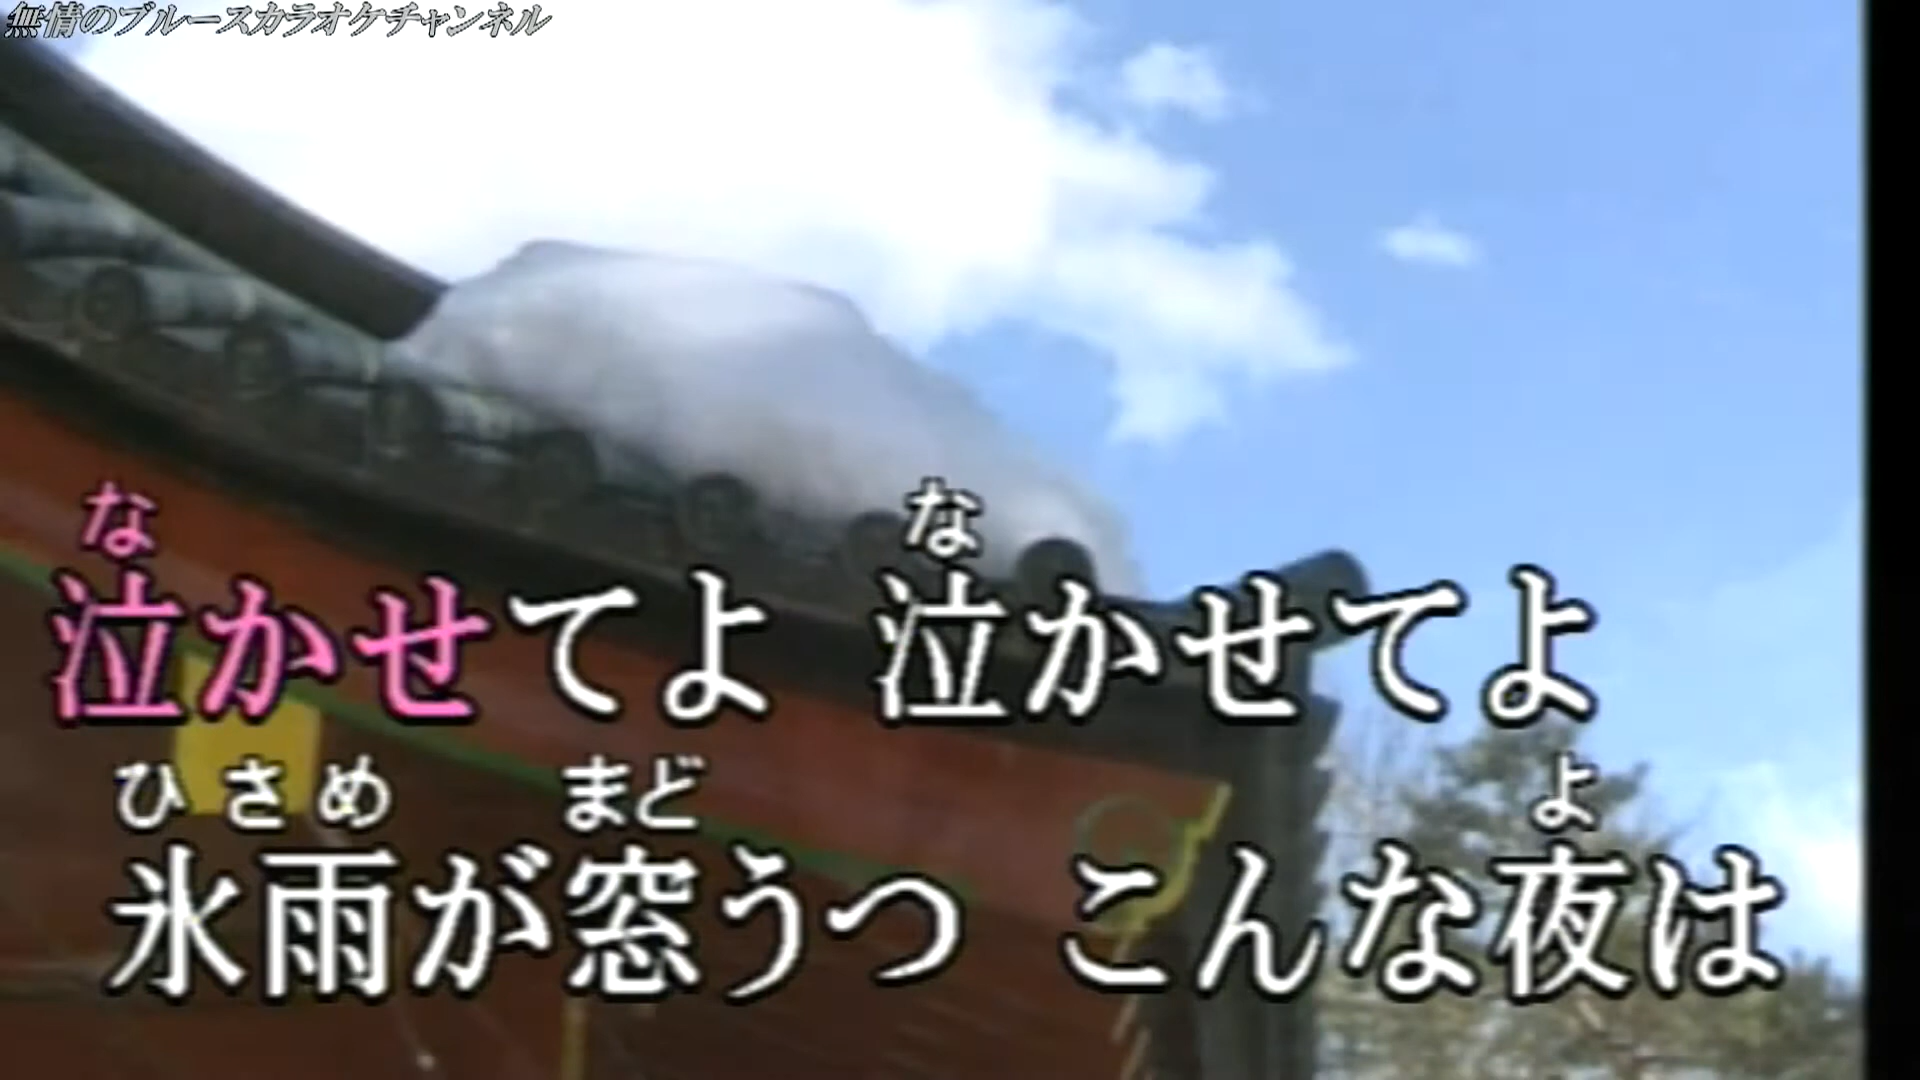 無情のブルースカラオケチャンネル
な な
泣かせてよ 泣かせてよ
ひさめ まど よ
氷雨が窓うつ こんな夜は